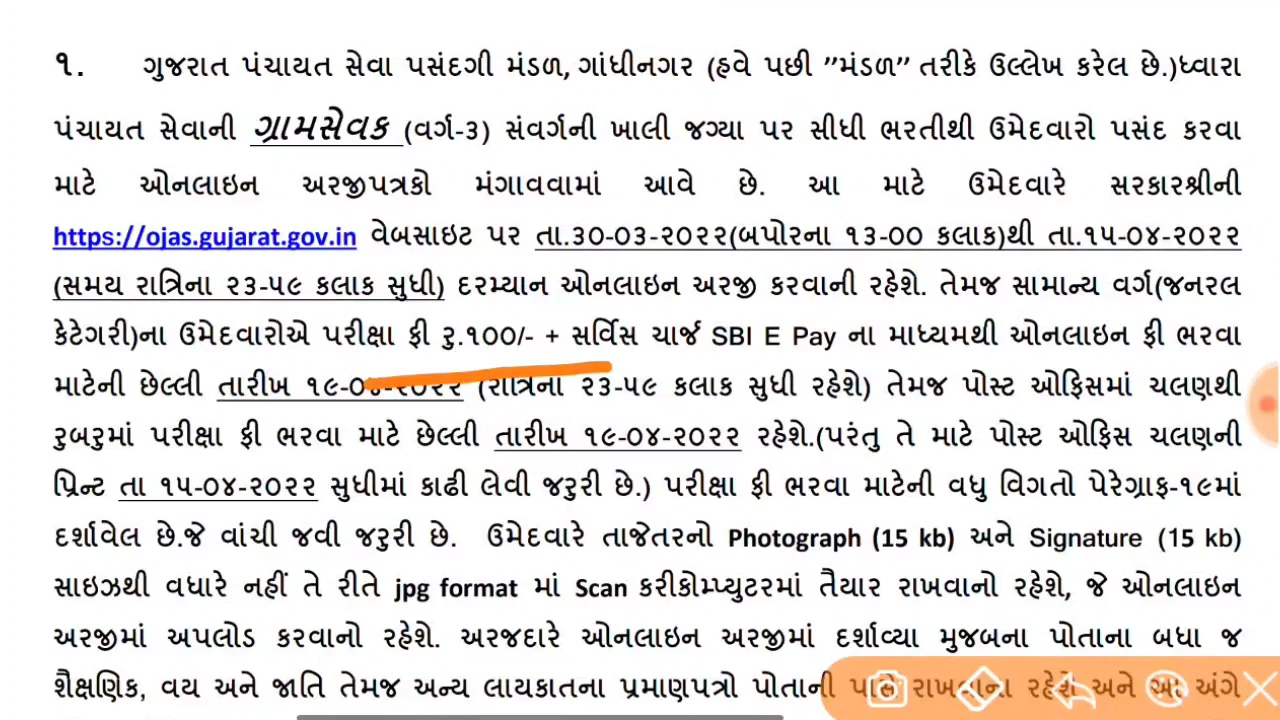 ૧. ગુજરાત પંચાયત સેવા પસંદગી મંડળ, ગાંધીનગર (હવે પછી ”મંડળ” તરીકે ઉલ્લેખ કરેલ છે.)ધ્વારા
પંચાયત સેવાની ગ્રામસેવક (વર્ગ-૩) સંવર્ગની ખાલી જગ્યા પર સીધી ભરતીથી ઉમેદવારો પસંદ કરવા
માટે ઓનલાઇન અરજીપત્રકો મંગાવવામાં આવે છે. આ માટે ઉમેદવારે સરકારશ્રીની
https://ojas.gujarat.gov.in વેબસાઇટ પર તા.૩૦-૦૩-૨૦૨૨(બપોરના ૧૩-૦૦ કલાક)થી તા.૧૫-૦૪-૨૦૨૨
(સમય રાત્રિના ૨૩-૫૯ કલાક સુધી) દરમ્યાન ઓનલાઇન અરજી કરવાની રહેશે. તેમજ સામાન્ય વર્ગ(જનરલ
કેટેગરી)ના ઉમેદવારોએ પરીક્ષા ફી રુ.૧૦૦/- + સર્વિસ ચાર્જ SBI E Pay ના માધ્યમથી ઓનલાઇન ફી ભરવા
માટેની છેલ્લી તારીખ ૧૯-૦૪-૨૦૨૨ (રાત્રિના ૨૩-૫૯ કલાક સુધી રહેશે) તેમજ પોસ્ટ ઓફિસમાં ચલણથી
રુબરુમાં પરીક્ષા ફી ભરવા માટે છેલ્લી તારીખ ૧૯-૦૪-૨૦૨૨ રહેશે.(પરંતુ તે માટે પોસ્ટ ઓફિસ ચલણની
પ્રિન્ટ તા ૧૫-૦૪-૨૦૨૨ સુધીમાં કાઢી લેવી જરુરી છે.) પરીક્ષા ફી ભરવા માટેની વધુ વિગતો પેરેગ્રાફ-૧૯માં
દર્શાવેલ છે.જે વાંચી જવી જરુરી છે. ઉમેદવારે તાજેતરનો Photograph (15 kb) અને Signature (15 kb)
સાઇઝથી વધારે નહીં તે રીતે jpg format માં Scan કરીકોમ્પ્યુટરમાં તૈયાર રાખવાનો રહેશે, જે ઓનલાઇન
અરજીમાં અપલોડ કરવાનો રહેશે. અરજદારે ઓનલાઇન અરજીમાં દર્શાવ્યા મુજબના પોતાના બધા જ
શૈક્ષણિક, વય અને જાતિ તેમજ અન્ય લાયકાતના પ્રમાણપત્રો પોતાની પાસે રાખવાના રહેશે અને આ અંગે